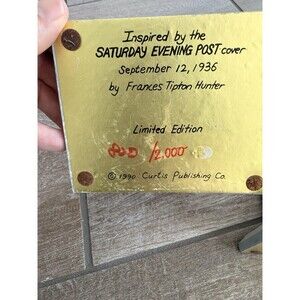 Inspired by the
SATURDAY EVENING POST cover
September 12, 1936
by Frances Tipton Hunter
Limited Edition
/2,000
© 1990 Curtis Publishing Co.